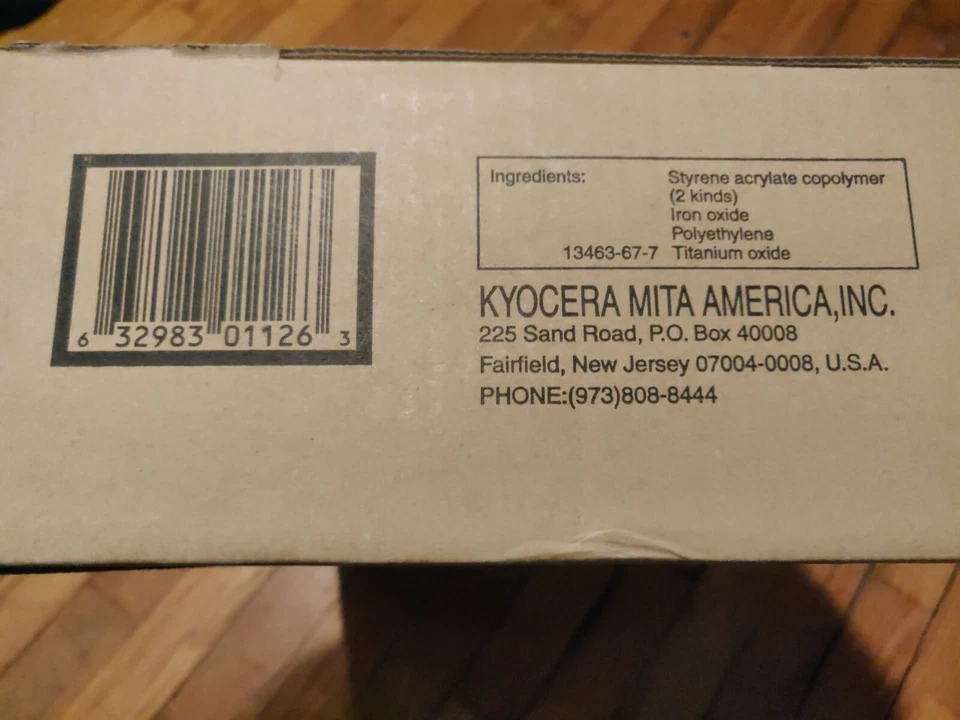 6 32983 01126 3
Ingredients: Styrene acrylate copolymer
(2 kinds)
Iron oxide
Polyethylene
13463-67-7 Titanium oxide
KYOCERA MITA AMERICA,INC.
225 Sand Road, P.O. Box 40008
Fairfield, New Jersey 07004-0008, U.S.A.
PHONE:(973)808-8444